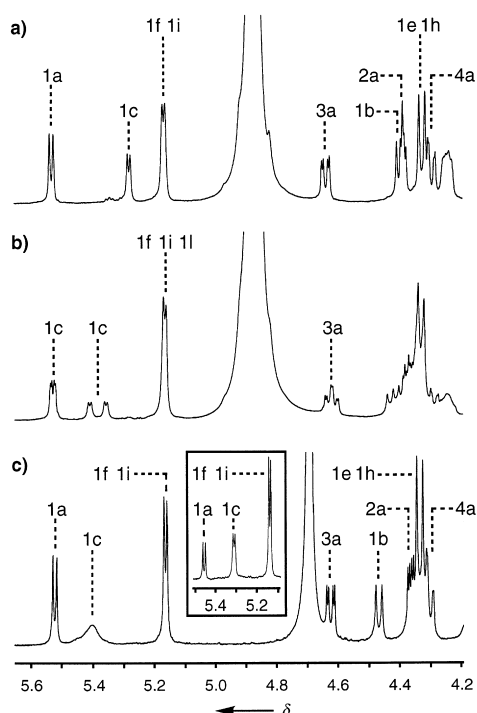 a)
1f 1i
1e 1h
1a
1c
3a
2a
4a
1b
b)
1f 1i 1l
1c
1c
3a
c)
1f 1i
1f 1i
1e 1h
1a
1c
1a
1c
3a
1b
2a
4a
5.4 5.2
5.6 5.4 5.2 5.0 4.8 4.6 4.4 4.2
δ